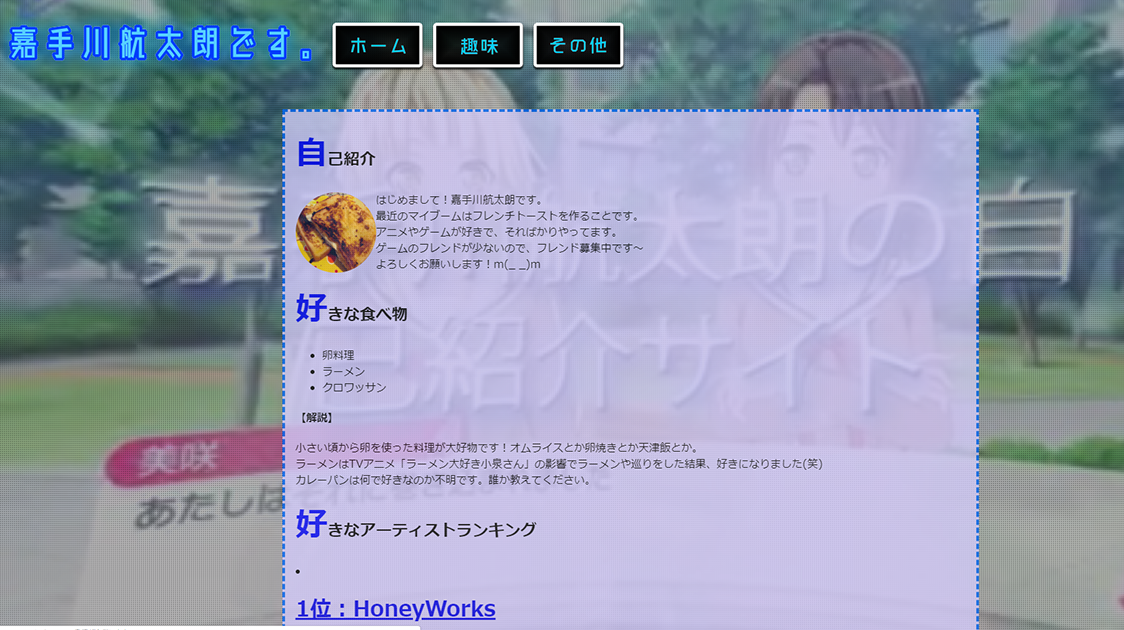 嘉手川航太朗です。
ホーム
趣味
その他
自己紹介
はじめまして！嘉手川航太朗です。
最近のマイブームはフレンチトーストを作ることです。
アニメやゲームが好きで、そればかりやってます。
ゲームのフレンドが少ないので、フレンド募集中です～
よろしくお願いします！m(_ _)m
嘉手川航太朗の自
己紹介サイト
好きな食べ物
卵料理
ラーメン
クロワッサン
【解説】
小さい頃から卵を使った料理が大好物です！オムライスとか卵焼きとか天津飯とか。
ラーメンはTVアニメ「ラーメン大好き小泉さん」の影響でラーメンや巡りをした結果、好きになりました(笑)
カレーパンは何で好きなのか不明です。誰か教えてください。
美咲
あたしは
好きなアーティストランキング
1位：HoneyWorks